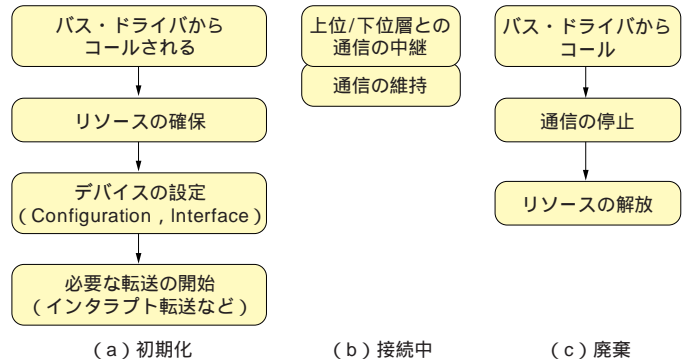 バス・ドライバから
コールされる
リソースの確保
デバイスの設定
（Configuration , Interface）
必要な転送の開始
（インタラプト転送など）
（a）初期化
上位/下位層との
通信の中継
通信の維持
（b）接続中
バス・ドライバから
コール
通信の停止
リソースの解放
（c）廃棄